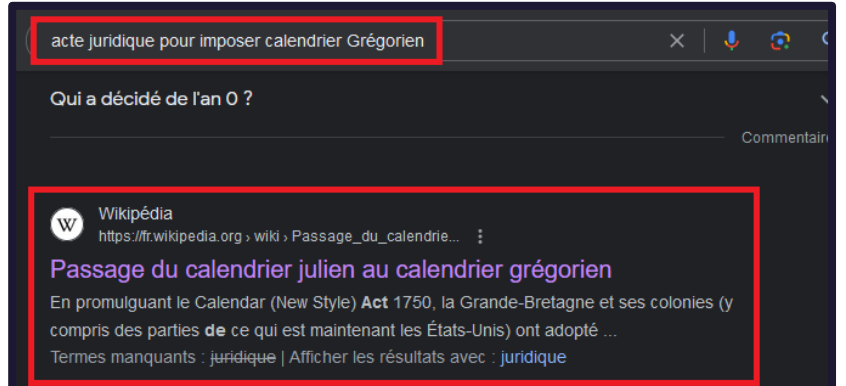 acte juridique pour imposer calendrier Grégorien
Qui a décidé de l'an 0 ?
Commentaire
Wikipédia
https://fr.wikipedia.org › wiki › Passage_du_calendrie...
Passage du calendrier julien au calendrier grégorien
En promulguant le Calendar (New Style) Act 1750, la Grande-Bretagne et ses colonies (y
compris des parties de ce qui est maintenant les États-Unis) ont adopté ...
Termes manquants : juridique | Afficher les résultats avec : juridique